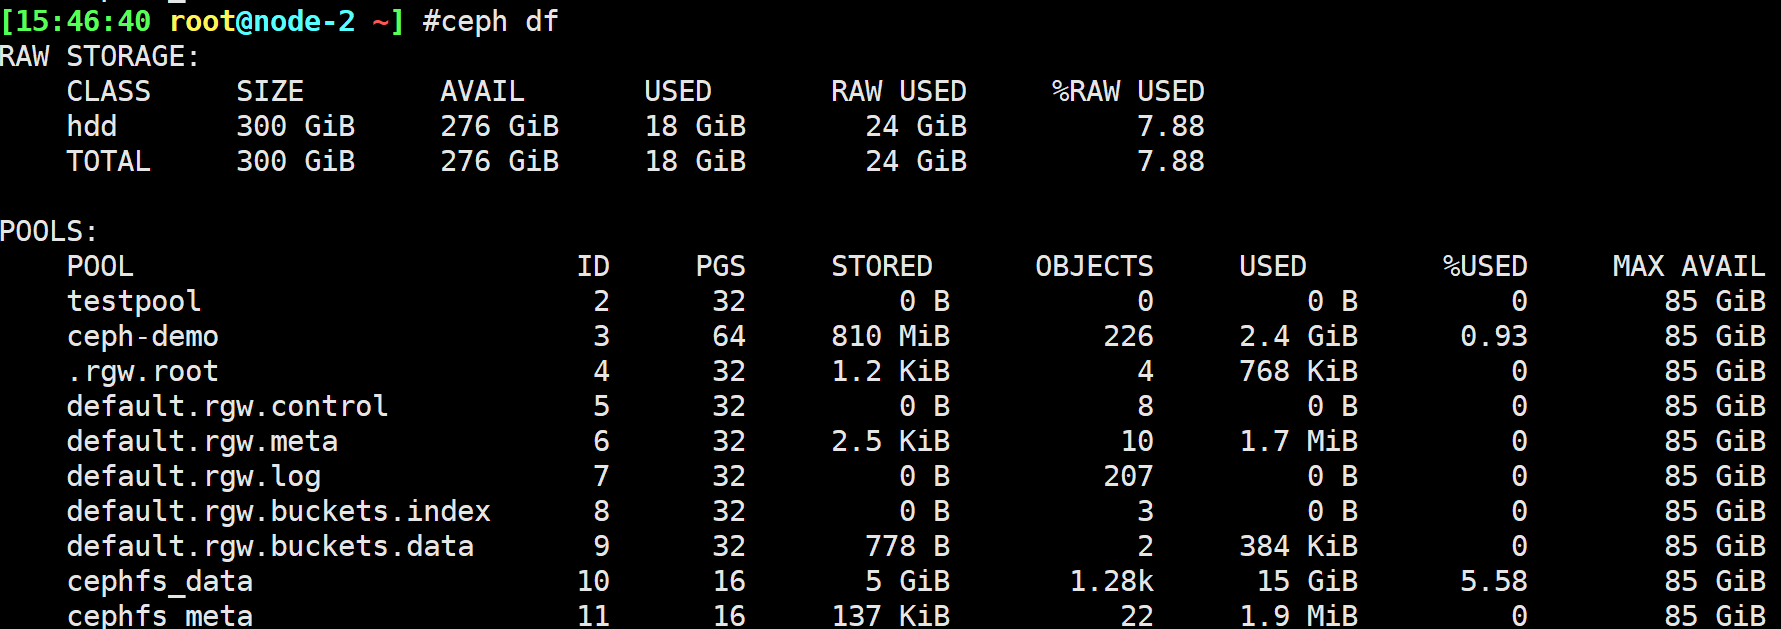 [15:46:40 root@node-2 ~] #ceph df
RAW STORAGE:
    CLASS     SIZE        AVAIL       USED       RAW USED     %RAW USED
    hdd       300 GiB     276 GiB     18 GiB       24 GiB          7.88
    TOTAL     300 GiB     276 GiB     18 GiB       24 GiB          7.88

POOLS:
    POOL                          ID     PGS     STORED      OBJECTS     USED        %USED     MAX AVAIL
    testpool                       2      32         0 B           0         0 B         0        85 GiB
    ceph-demo                      3      64     810 MiB         226     2.4 GiB      0.93        85 GiB
    .rgw.root                      4      32     1.2 KiB           4     768 KiB         0        85 GiB
    default.rgw.control            5      32         0 B           8         0 B         0        85 GiB
    default.rgw.meta               6      32     2.5 KiB          10     1.7 MiB         0        85 GiB
    default.rgw.log                7      32         0 B         207         0 B         0        85 GiB
    default.rgw.buckets.index      8      32         0 B           3         0 B         0        85 GiB
    default.rgw.buckets.data       9      32       778 B           2     384 KiB         0        85 GiB
    cephfs_data                   10      16       5 GiB       1.28k      15 GiB      5.58        85 GiB
    cephfs_meta                   11      16     137 KiB          22     1.9 MiB         0        85 GiB